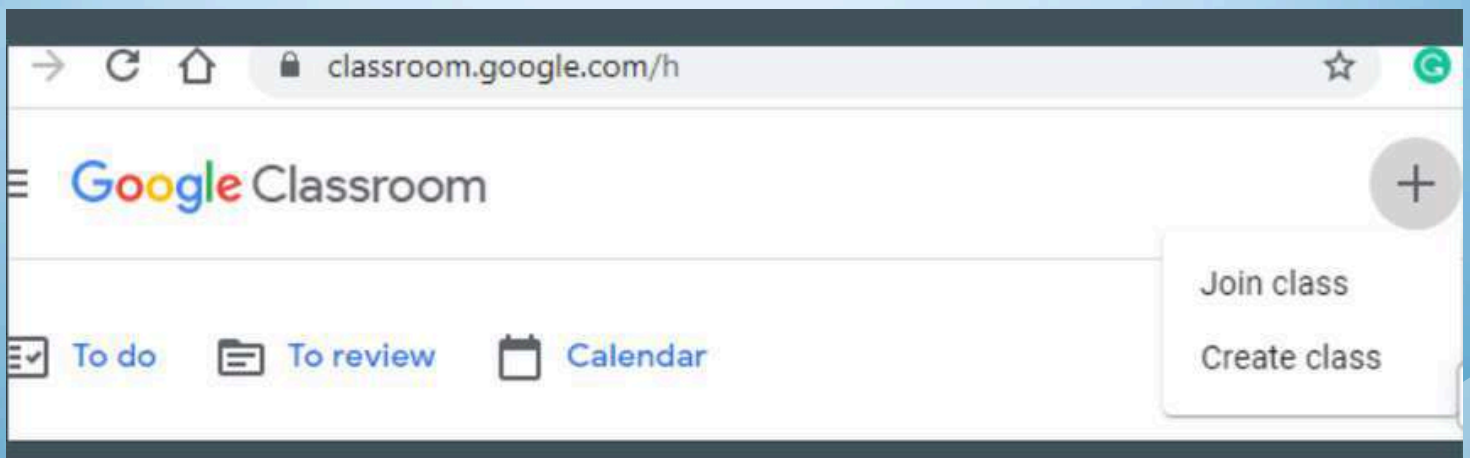 classroom.google.com/h
Google Classroom
Join class
Create class
To do To review Calendar